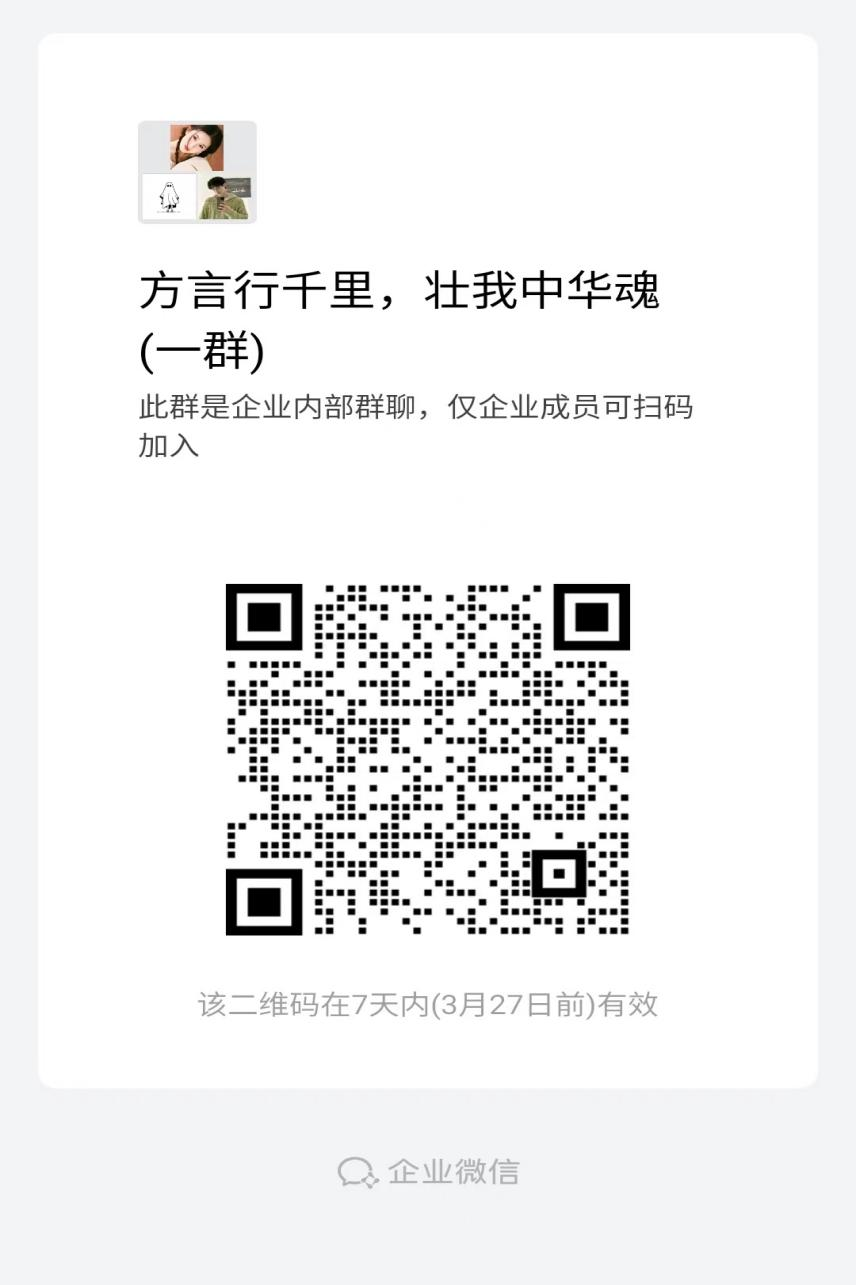 方言行千里，壮我中华魂
(一群)
此群是企业内部群聊，仅企业成员可扫码
加入
该二维码在7天内(3月27日前)有效
企业微信